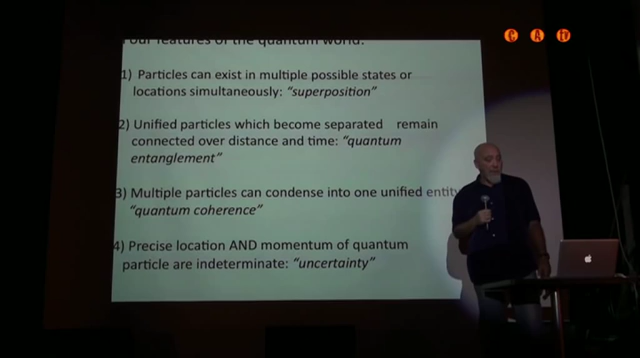 our features of the quantum world:
1) Particles can exist in multiple possible states or
locations simultaneously: “superposition”
2) Unified particles which become separated remain
connected over distance and time: “quantum
entanglement”
3) Multiple particles can condense into one unified entity
“quantum coherence”
4) Precise location AND momentum of quantum
particle are indeterminate: “uncertainty”
C A tv